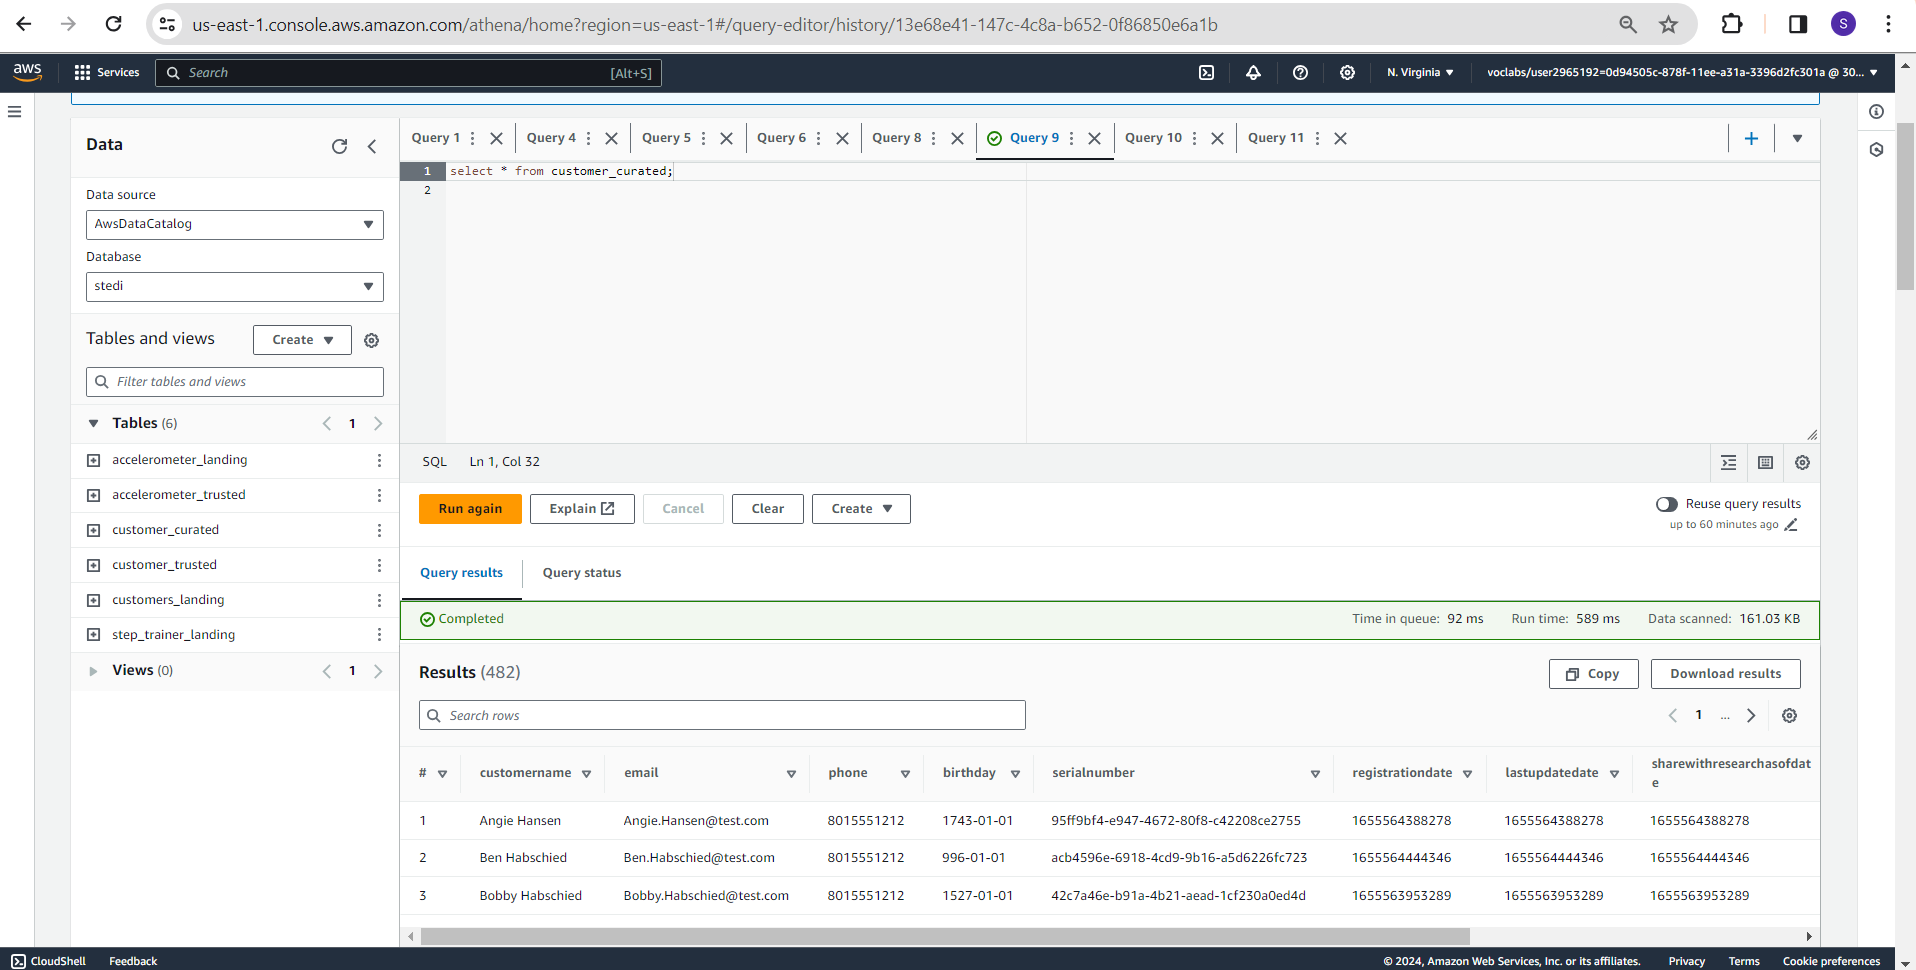 us-east-1.console.aws.amazon.com/athena/home?region=us-east-1#/query-editor/history/13e68e41-147c-4c8a-b652-0f86850e6a1b
S
aws Services Search [Alt+S] N. Virginia voclabs/user2965192=0d94505c-878f-11ee-a31a-3396d2fc301a @ 30...
Data
Data source
AwsDataCatalog
Database
stedi
Tables and views Create
Filter tables and views
Tables (6) 1
accelerometer_landing
accelerometer_trusted
customer_curated
customer_trusted
customers_landing
step_trainer_landing
Views (0) 1
Query 1 Query 4 Query 5 Query 6 Query 8 Query 9 Query 10 Query 11
1 select * from customer_curated;
2
SQL Ln 1, Col 32
Run again Explain Cancel Clear Create
Reuse query results
up to 60 minutes ago
Query results Query status
Completed Time in queue: 92 ms Run time: 589 ms Data scanned: 161.03 KB
Results (482) Copy Download results
Search rows 1 ...
# customername email phone birthday serialnumber registrationdate lastupdatedate sharewithresearchasofdat
e
1 Angie Hansen Angie.Hansen@test.com 8015551212 1743-01-01 95ff9bf4-e947-4672-80f8-c42208ce2755 1655564388278 1655564388278 1655564388278
2 Ben Habschied Ben.Habschied@test.com 8015551212 996-01-01 acb4596e-6918-4cd9-9b16-a5d6226fc723 1655564444346 1655564444346 1655564444346
3 Bobby Habschied Bobby.Habschied@test.com 8015551212 1527-01-01 42c7a46e-b91a-4b21-aead-1cf230a0ed4d 1655563953289 1655563953289 1655563953289
CloudShell Feedback © 2024, Amazon Web Services, Inc. or its affiliates. Privacy Terms Cookie preferences